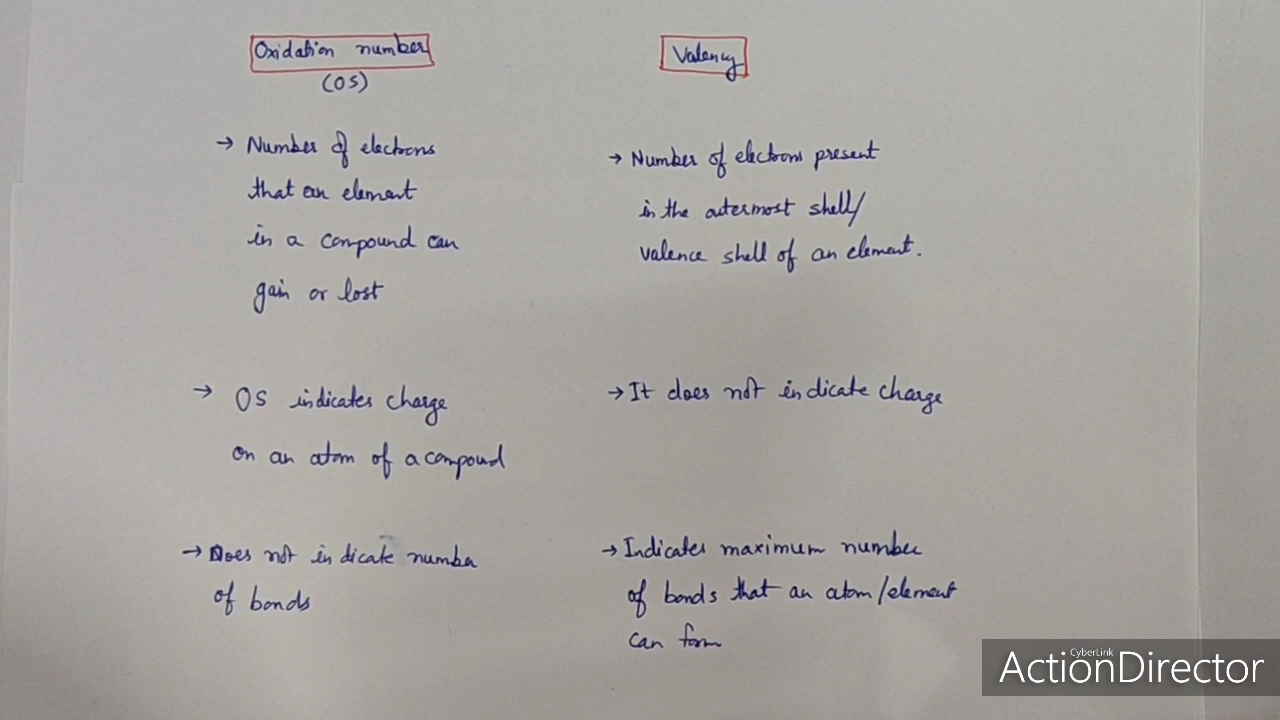 Oxidation number
(OS)
→ Number of electrons
that an element
in a compound can
gain or lost
→ OS indicates charge
on an atom of a compound
→ Does not indicate number
of bonds
Valency
→ Number of electrons present
in the outermost shell/
valence shell of an element.
→ It does not indicate charge
→ Indicates maximum number
of bonds that an atom/element
can form
CyberLink
ActionDirector